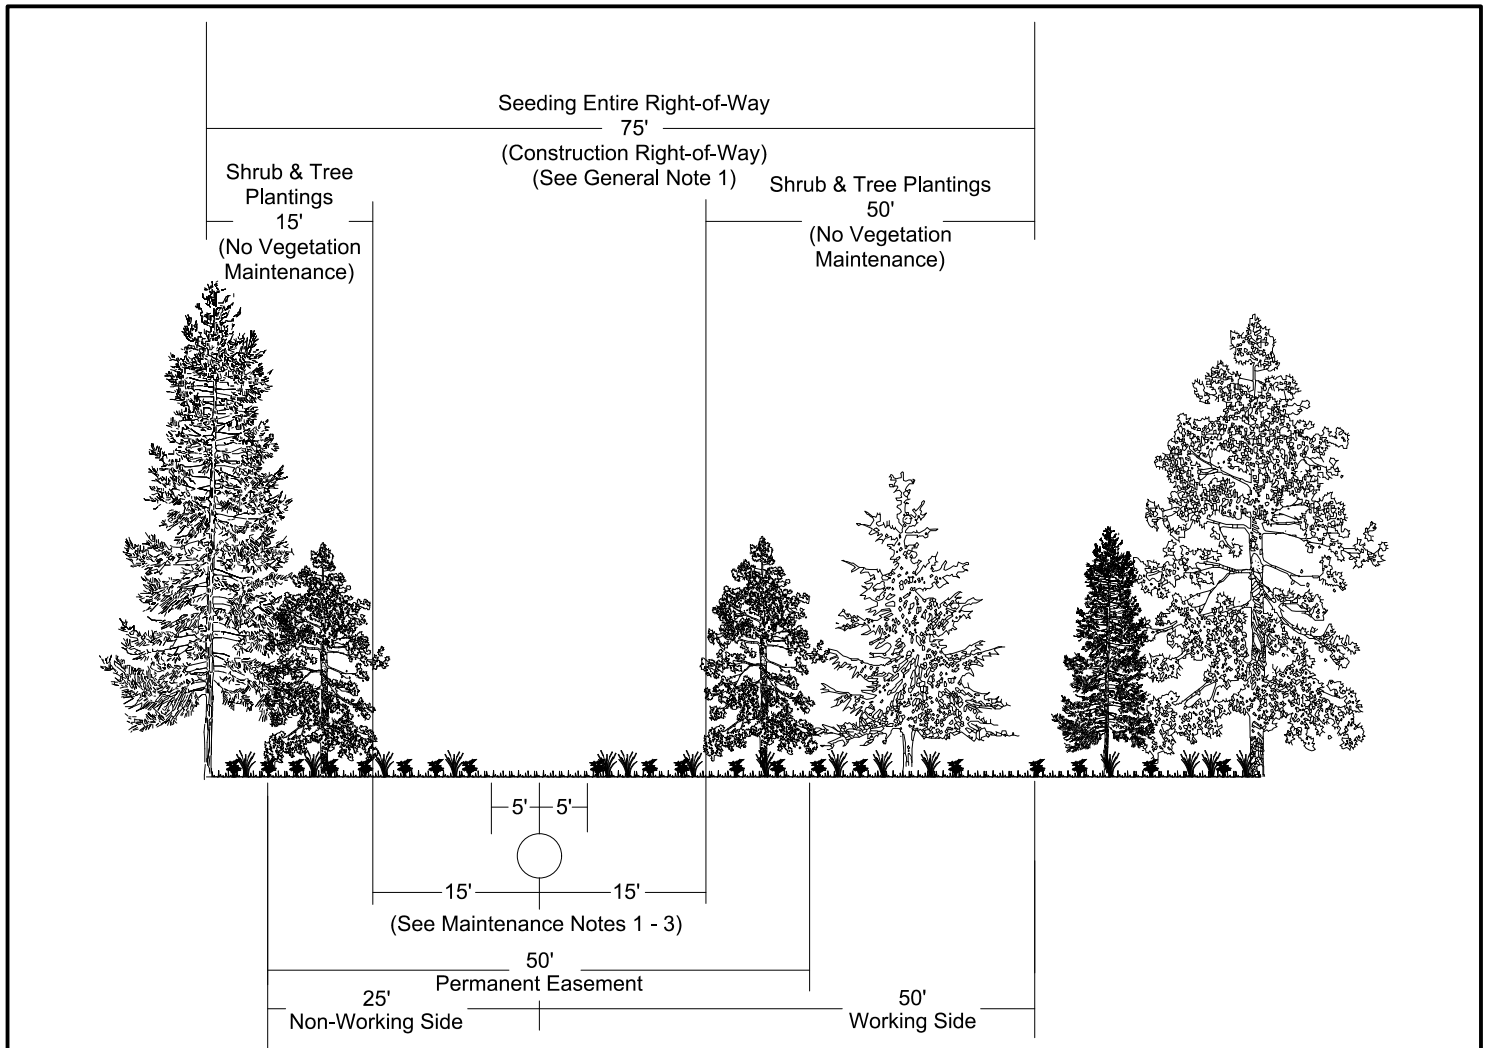 Seeding Entire Right-of-Way
75'
(Construction Right-of-Way)
(See General Note 1)
Shrub & Tree
Plantings
15'
(No Vegetation
Maintenance)
Shrub & Tree Plantings
50'
(No Vegetation
Maintenance)
5' 5'
15' 15'
(See Maintenance Notes 1 - 3)
50'
Permanent Easement
25'
Non-Working Side
50'
Working Side